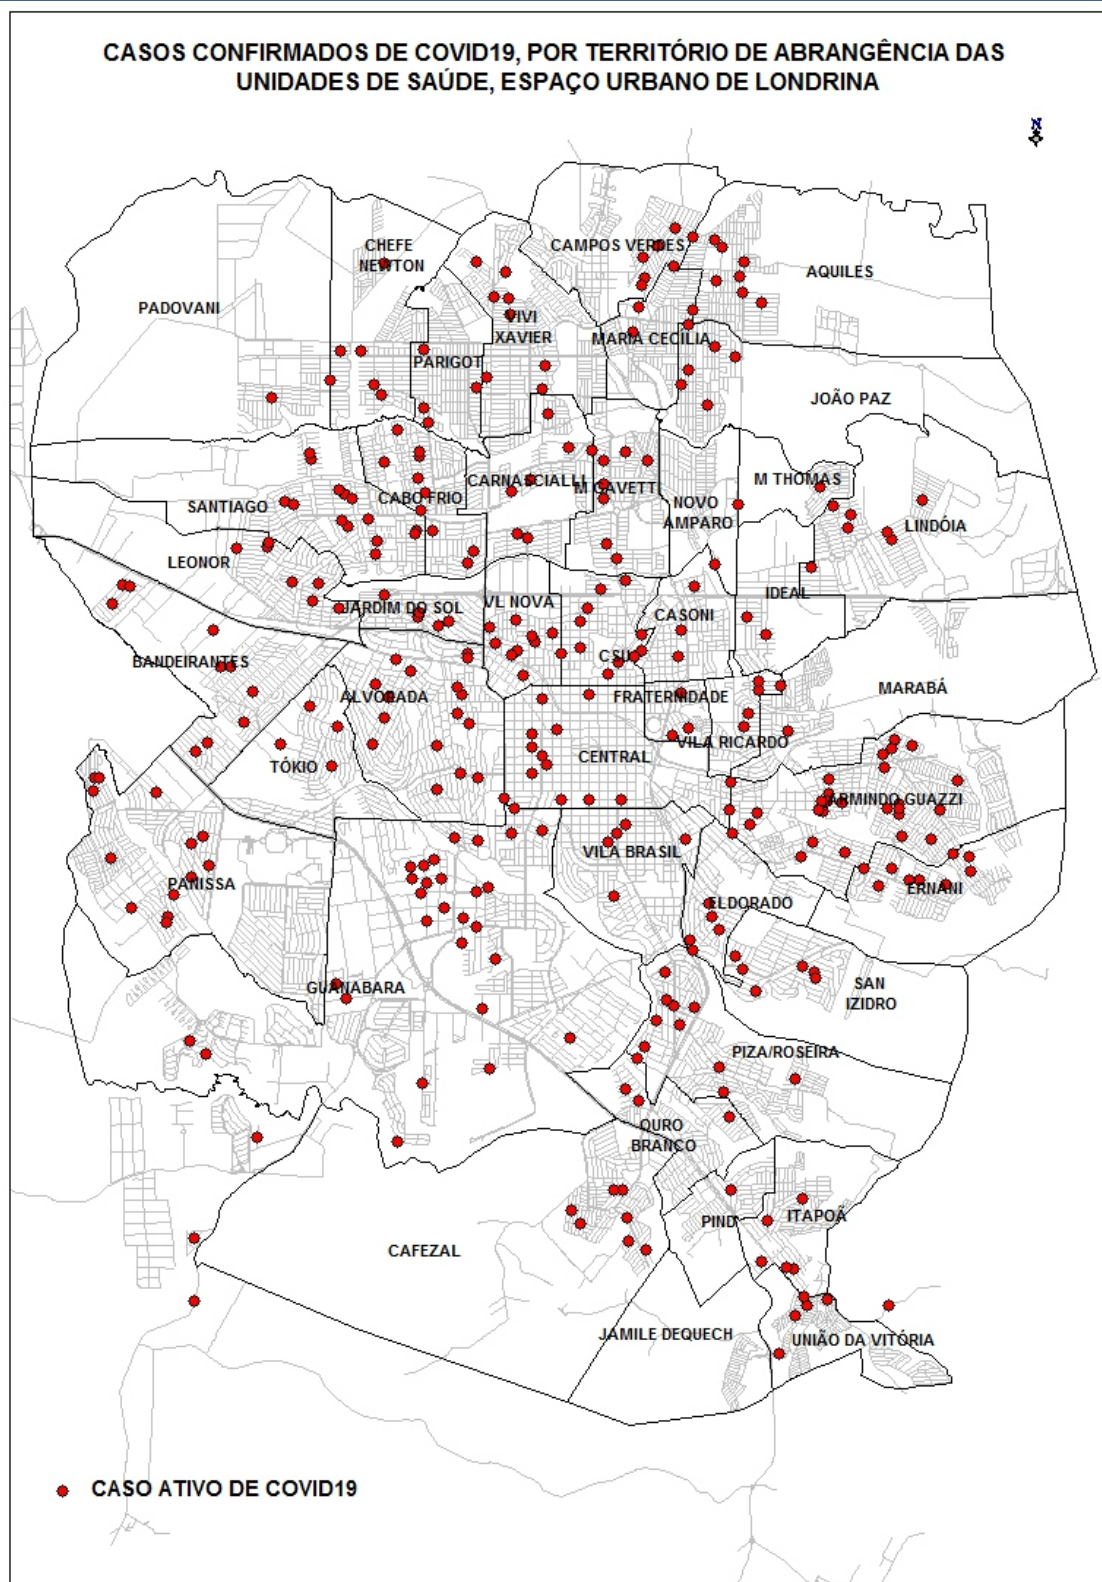 CASOS CONFIRMADOS DE COVID19, POR TERRITÓRIO DE ABRANGÊNCIA DAS
UNIDADES DE SAÚDE, ESPAÇO URBANO DE LONDRINA
N
CHEFE
NEWTON
CAMPOS VERDES
AQUILES
PADOVANI
VIVI
XAVIER
MARIA CECÍLIA
PARIGOT
JOÃO PAZ
CARNASCIALLI
M THOMAS
M GAVETTI
CABO FRIO
SANTIAGO
NOVO
AMPARO
LINDÓIA
LEONOR
IDEAL
VL NOVA
JARDIM DO SOL
CASONI
CSU
BANDEIRANTES
MARABÁ
ALVORADA
FRATERNIDADE
VILA RICARDO
CENTRAL
TÓKIO
ARMINDO GUAZZI
VILA BRASIL
PANISSA
ERNANI
ELDORADO
SAN
IZIDRO
GUANABARA
PIZA/ROSEIRA
OURO
BRANCO
PIND
ITAPOÃ
CAFEZAL
JAMILE DEQUECH
UNIÃO DA VITÓRIA
CASO ATIVO DE COVID19